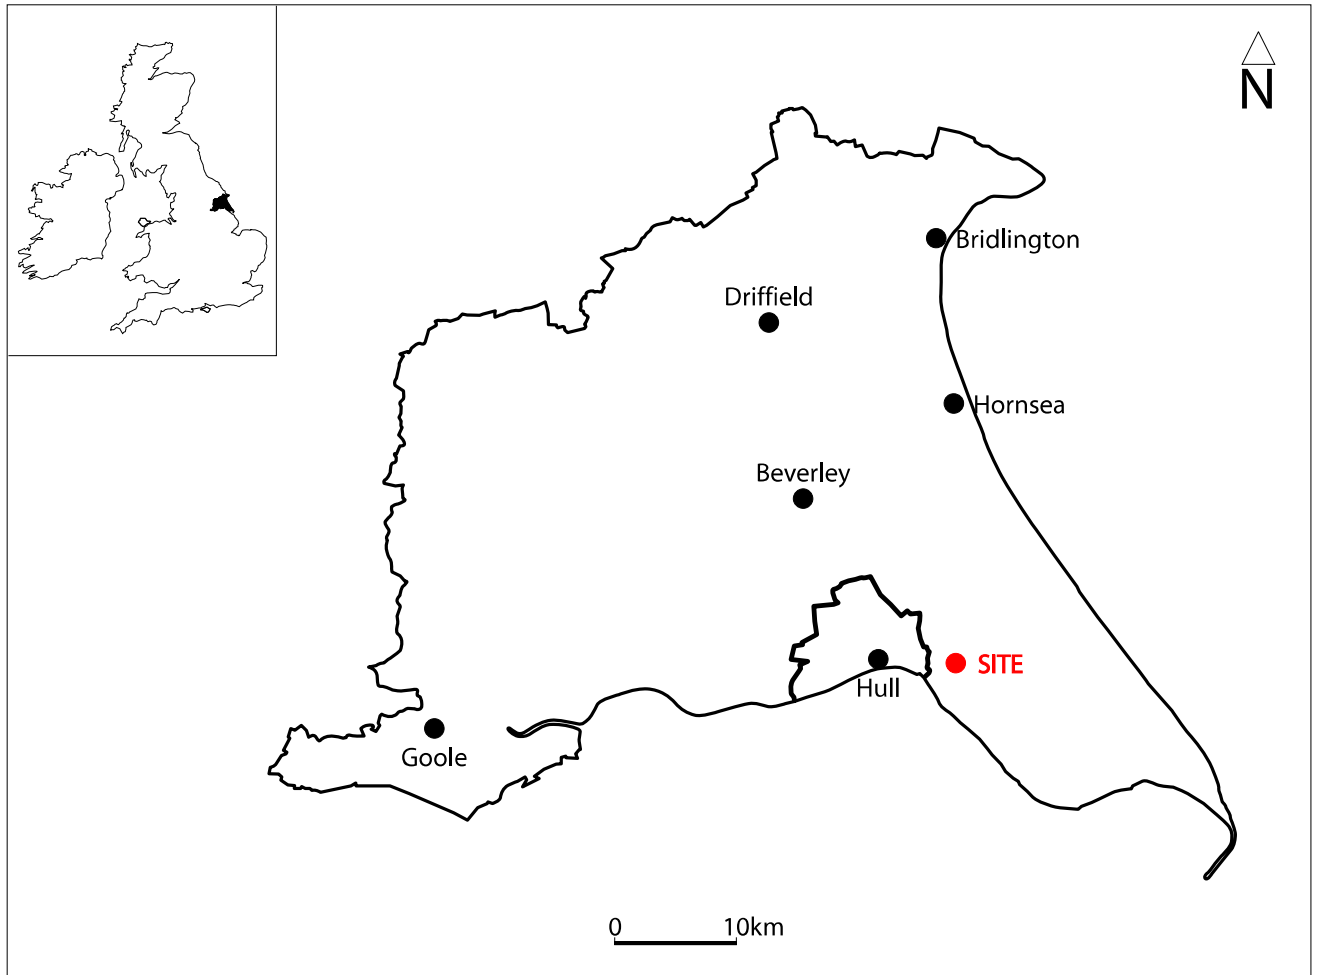 N
Bridlington
Driffield
Hornsea
Beverley
SITE
Hull
Goole
0 10km